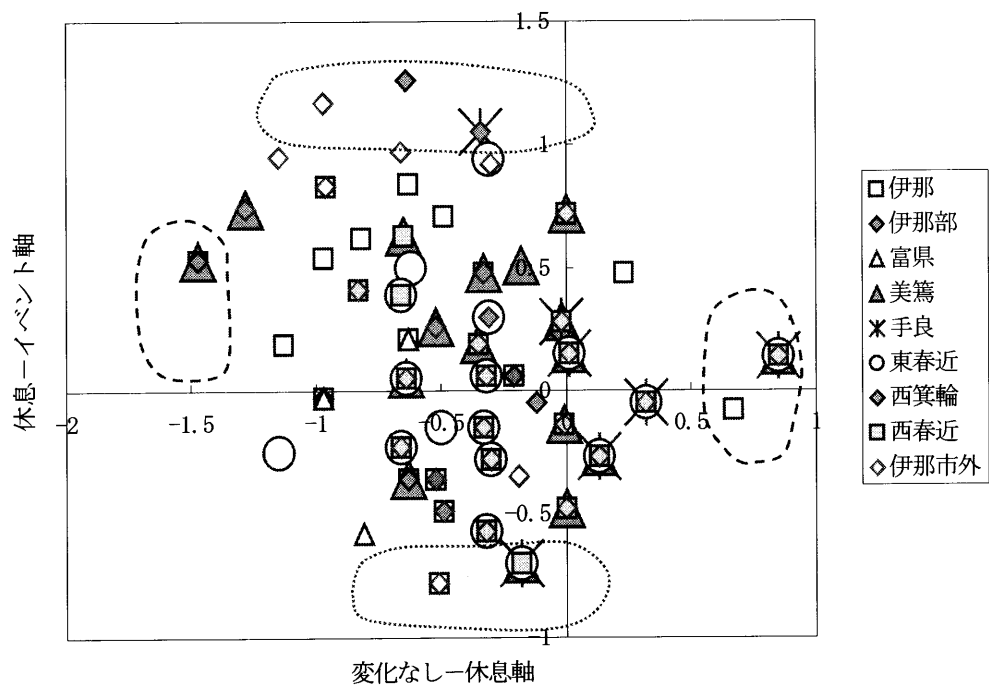 1.5
1
0.5
0
-2
-1.5
-1
-0.5
0.5
1
-0.5
-1
休息ーイベント軸
変化なしー休息軸
伊那
伊那部
富県
美篶
手良
東春近
西箕輪
西春近
伊那市外